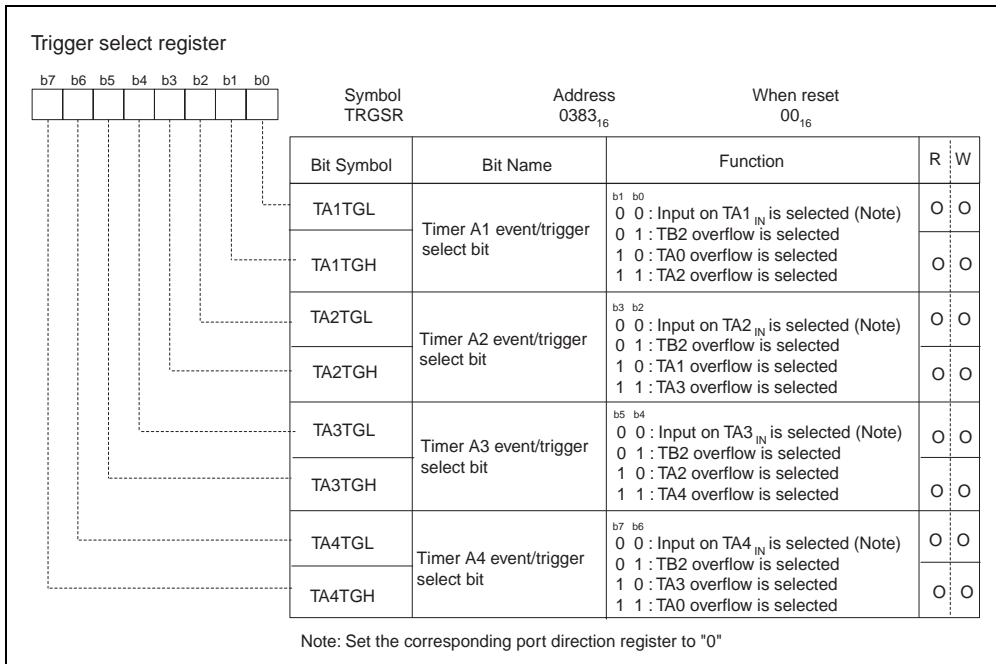 Trigger select register
b7 b6 b5 b4 b3 b2 b1 b0
Symbol Address When reset
TRGSR 0383₁₆ 00₁₆
Bit Symbol Bit Name Function R W
TA1TGL
TA1TGH
Timer A1 event/trigger
select bit
b1 b0
0 0 : Input on TA1 IN is selected (Note)
0 1 : TB2 overflow is selected
1 0 : TA0 overflow is selected
1 1 : TA2 overflow is selected
O O
O O
TA2TGL
TA2TGH
Timer A2 event/trigger
select bit
b3 b2
0 0 : Input on TA2 IN is selected (Note)
0 1 : TB2 overflow is selected
1 0 : TA1 overflow is selected
1 1 : TA3 overflow is selected
O O
O O
TA3TGL
TA3TGH
Timer A3 event/trigger
select bit
b5 b4
0 0 : Input on TA3 IN is selected (Note)
0 1 : TB2 overflow is selected
1 0 : TA2 overflow is selected
1 1 : TA4 overflow is selected
O O
O O
TA4TGL
TA4TGH
Timer A4 event/trigger
select bit
b7 b6
0 0 : Input on TA4 IN is selected (Note)
0 1 : TB2 overflow is selected
1 0 : TA3 overflow is selected
1 1 : TA0 overflow is selected
O O
O O
Note: Set the corresponding port direction register to "0"